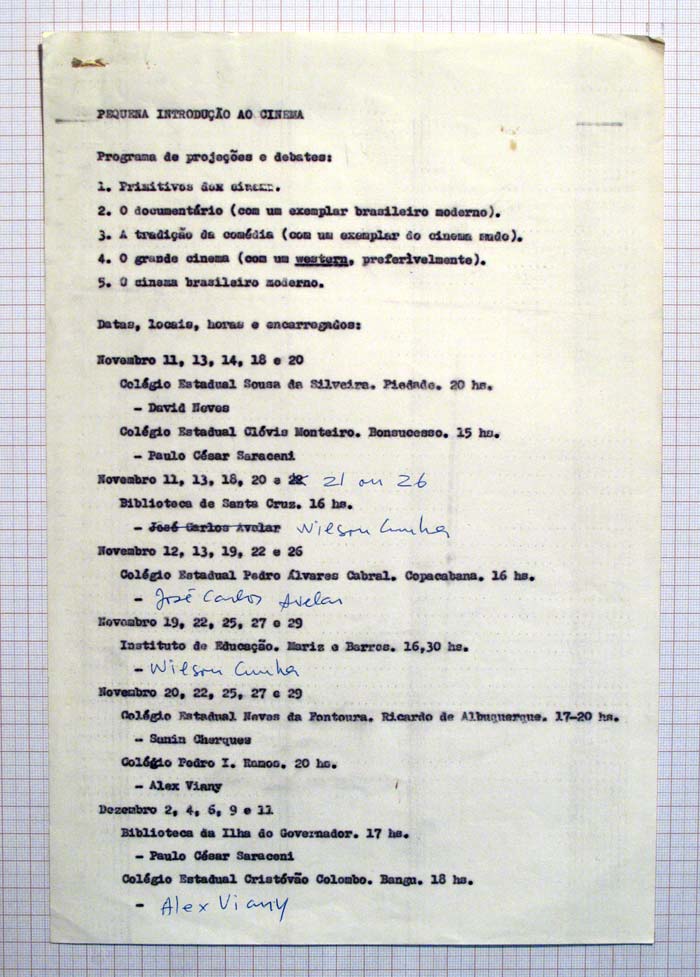 PEQUENA INTRODUÇÃO AO CINEMA
Programa de projeções e debates:
1. Primitivos dox cinema.
2. O documentário (com um exemplar brasileiro moderno).
3. A tradição da comédia (com um exemplar do cinema mudo).
4. O grande cinema (com um western, preferivelmente).
5. O cinema brasileiro moderno.
Datas, locais, horas e encarregados:
Novembro 11, 13, 14, 18 e 20
Colégio Estadual Sousa da Silveira. Piedade. 20 hs.
- David Neves
Colégio Estadual Clóvis Monteiro. Bonsucesso. 15 hs.
- Paulo César Saraceni
Novembro 11, 13, 18, 20 e 21 ou 26
Biblioteca de Santa Cruz. 16 hs.
- José Carlos Avelar Wilson Cunha
Novembro 12, 13, 19, 22 e 26
Colégio Estadual Pedro Álvares Cabral. Copacabana. 16 hs.
- José Carlos Avelar
Novembro 19, 22, 25, 27 e 29
Instituto de Educação. Mariz e Barros. 16,30 hs.
- Wilson Cunha
Novembro 20, 22, 25, 27 e 29
Colégio Estadual Neves da Fontoura. Ricardo de Albuquerque. 17-20 hs.
- Sunin Cherques
Colégio Pedro I. Ramos. 20 hs.
- Alex Viany
Dezembro 2, 4, 6, 9 e 11
Biblioteca da Ilha do Governador. 17 hs.
- Paulo César Saraceni
Colégio Estadual Cristóvão Colombo. Bangu. 18 hs.
- Alex Viany